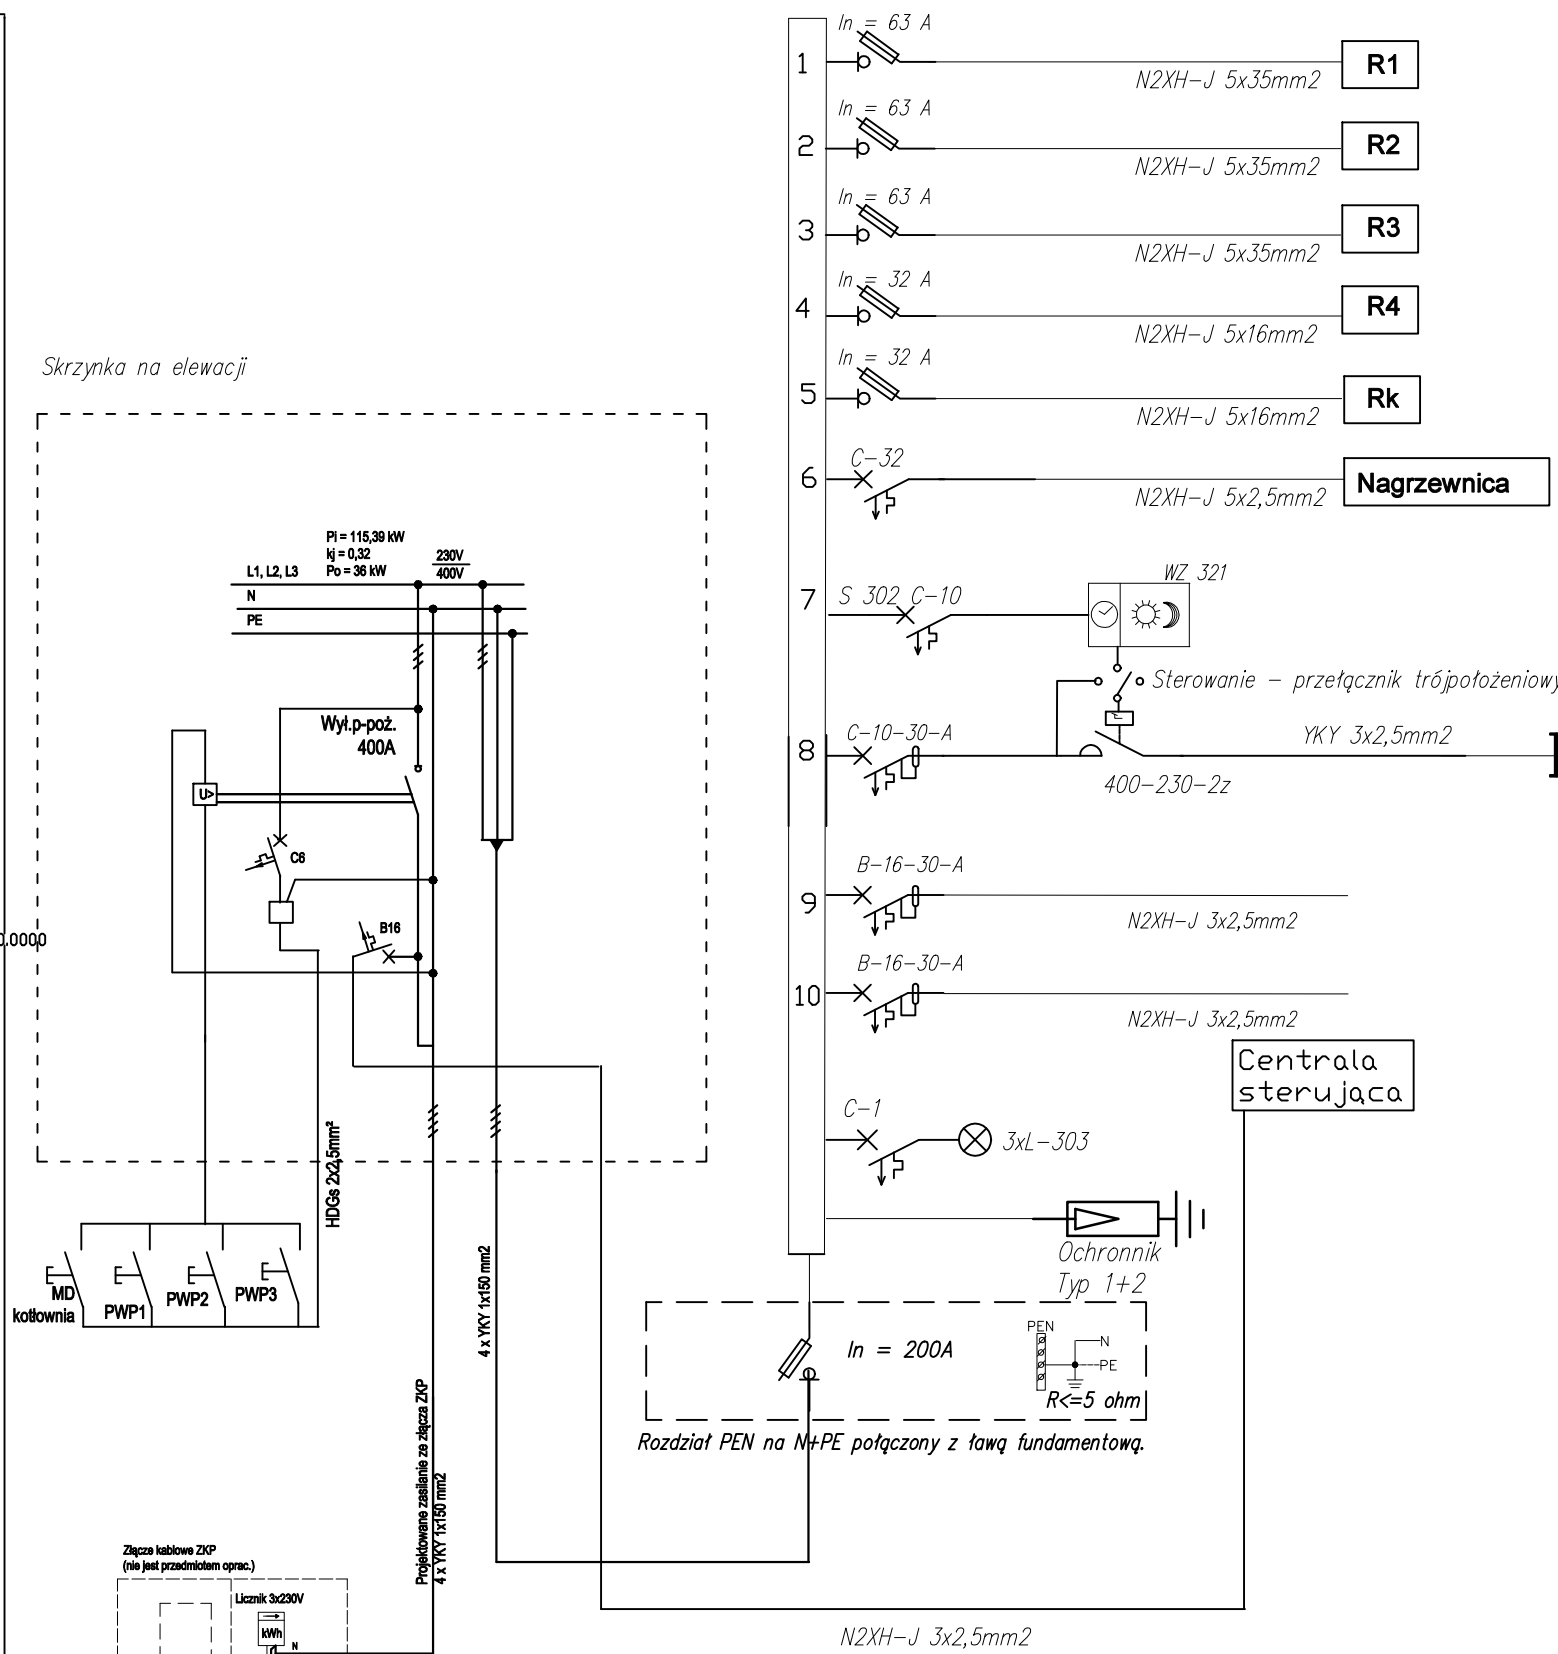 In = 63 A
1
N2XH-J 5x35mm2
R1
In = 63 A
2
N2XH-J 5x35mm2
R2
In = 63 A
3
N2XH-J 5x35mm2
R3
In = 32 A
4
N2XH-J 5x16mm2
R4
In = 32 A
5
N2XH-J 5x16mm2
Rk
C-32
6
N2XH-J 5x2,5mm2
Nagrzewnica
7
S 302 C-10
WZ 321
Sterowanie - przełącznik trójpołożeniowy
C-10-30-A
8
YKY 3x2,5mm2
400-230-2z
B-16-30-A
9
N2XH-J 3x2,5mm2
B-16-30-A
10
N2XH-J 3x2,5mm2
Centrala
sterująca
C-1
3xL-303
Ochronnik
Typ 1+2
In = 200A
PEN
N
PE
R<=5 ohm
Rozdział PEN na N+PE połączony z ławą fundamentową.
N2XH-J 3x2,5mm2
Skrzynka na elewacji
Pi = 115,39 kW
kj = 0,32
Po = 36 kW
230V
400V
L1, L2, L3
N
PE
Wył.p-poż.
400A
U>
C6
B16
0.0000
HDGs 2x2,5mm²
MD
kotłownia
PWP1
PWP2
PWP3
4 x YKY 1x150 mm2
Projektowane zasilanie ze złącza ZKP
4 x YKY 1x150 mm2
Złącze kablowe ZKP
(nie jest przedmiotem oprac.)
Licznik 3x230V
kWh
N